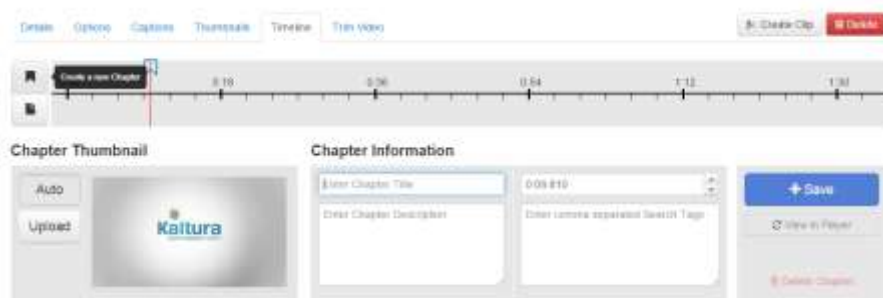 Details Options Captions Thumbnails Timeline Trim Video Create Clip Delete
Create a new Chapter 0:18 0:36 0:54 1:12 1:30
Chapter Thumbnail Chapter Information
Auto Enter Chapter Title + Save
Upload Kaltura Enter Chapter Description Enter comma separated Search Tags View in Player
Delete Chapter